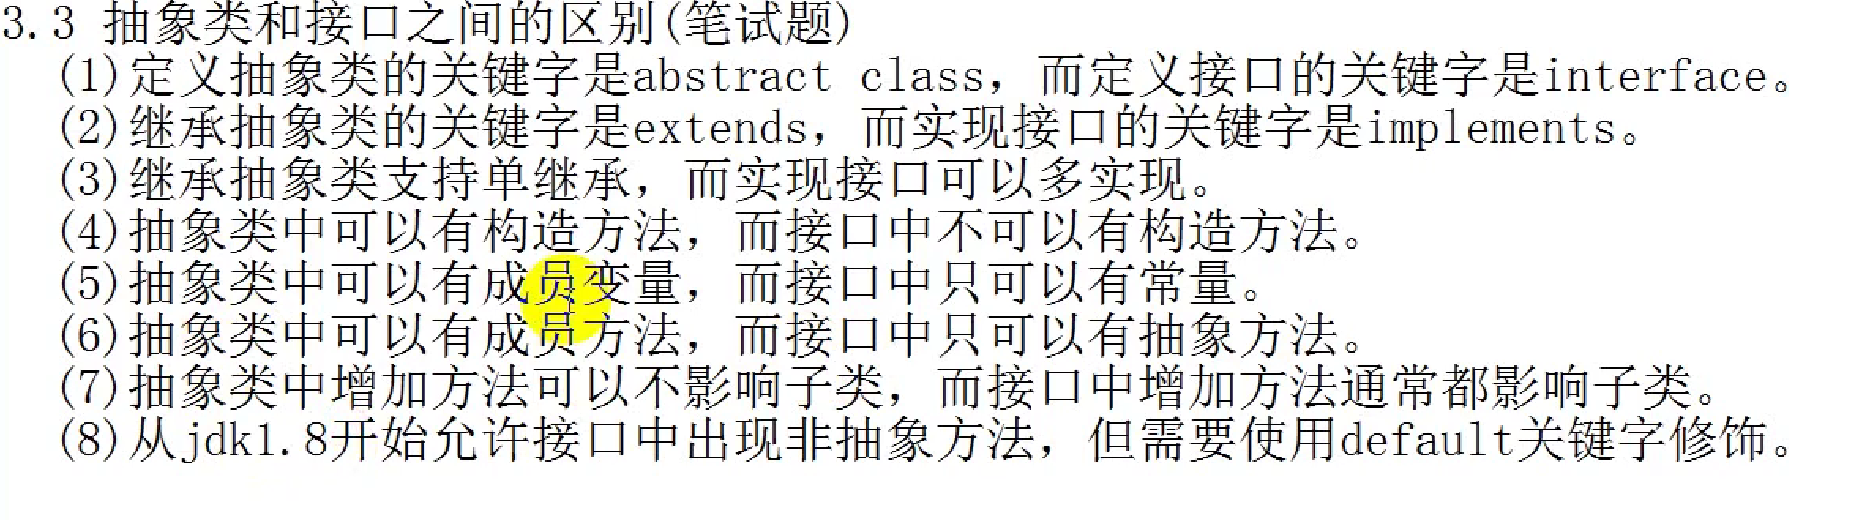 3.3 抽象类和接口之间的区别(笔试题)
(1)定义抽象类的关键字是abstract class，而定义接口的关键字是interface。
(2)继承抽象类的关键字是extends，而实现接口的关键字是implements。
(3)继承抽象类支持单继承，而实现接口可以多实现。
(4)抽象类中可以有构造方法，而接口中不可以有构造方法。
(5)抽象类中可以有成员变量，而接口中只可以有常量。
(6)抽象类中可以有成员方法，而接口中只可以有抽象方法。
(7)抽象类中增加方法可以不影响子类，而接口中增加方法通常都影响子类。
(8)从jdk1.8开始允许接口中出现非抽象方法，但需要使用default关键字修饰。